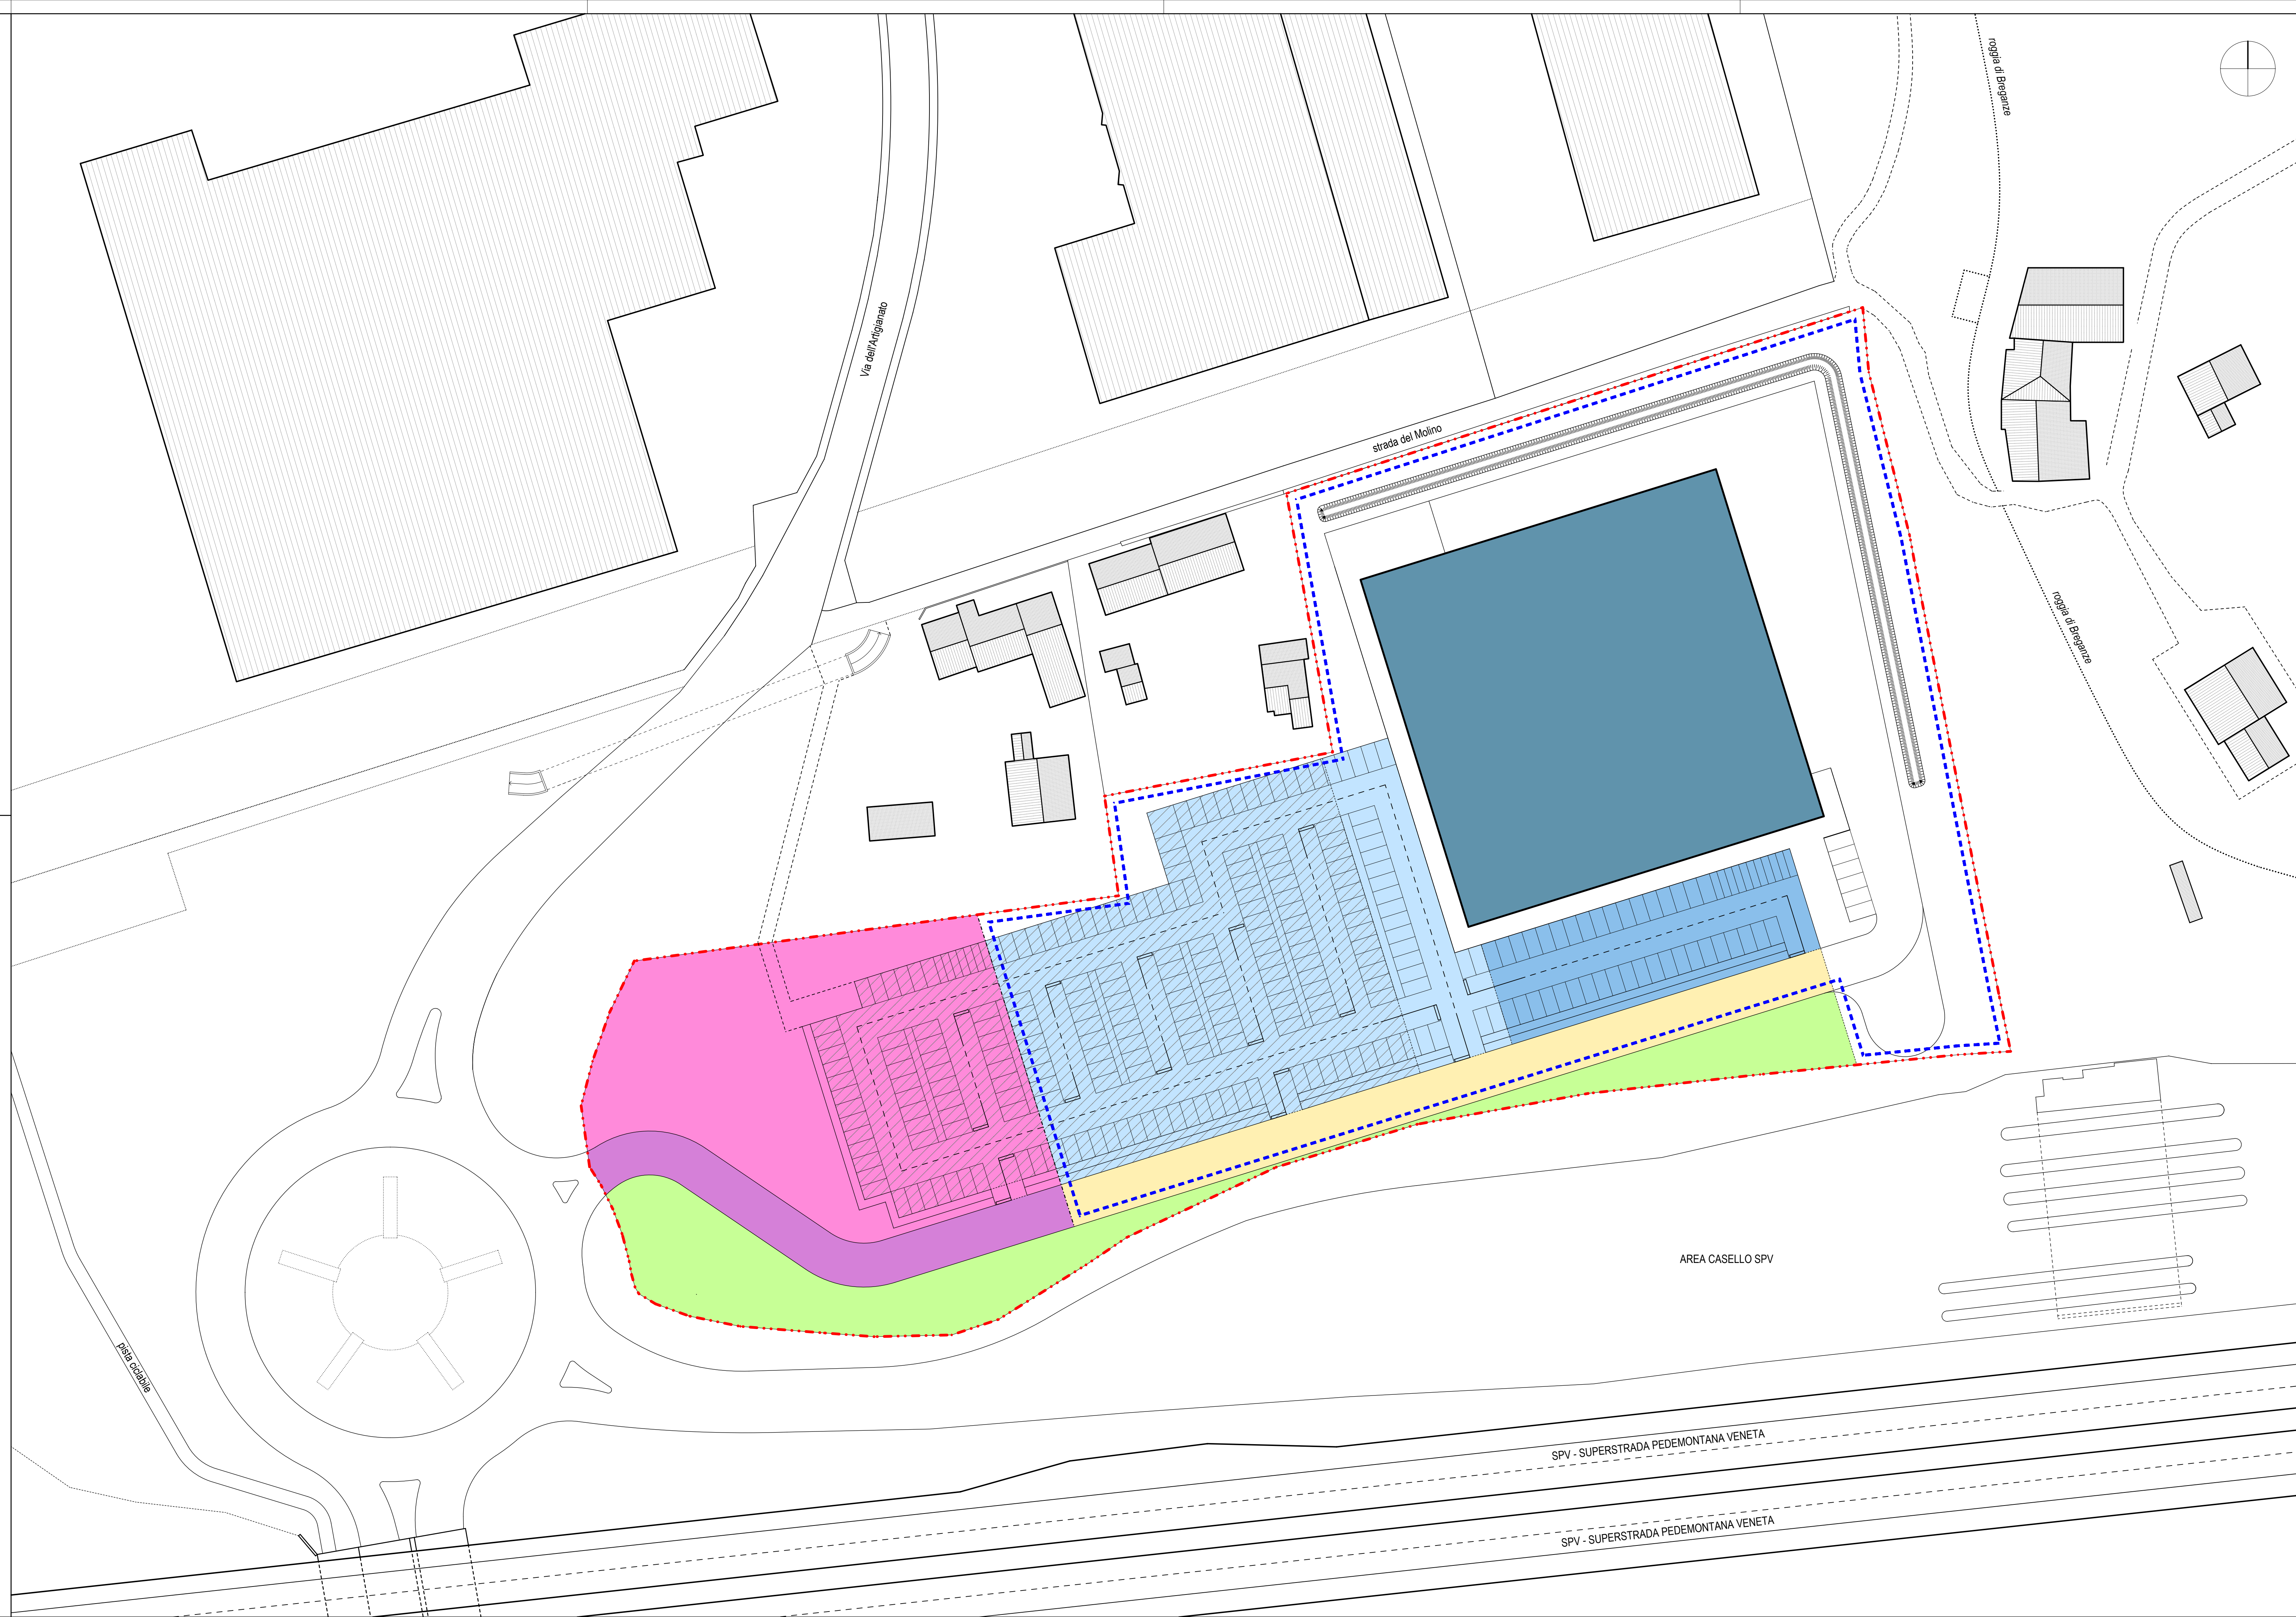 roggia di Breganze
Via dell'Artigianato
strada del Molino
roggia di Breganze
AREA CASELLO SPV
pista ciclabile
SPV - SUPERSTRADA PEDEMONTANA VENETA
SPV - SUPERSTRADA PEDEMONTANA VENETA